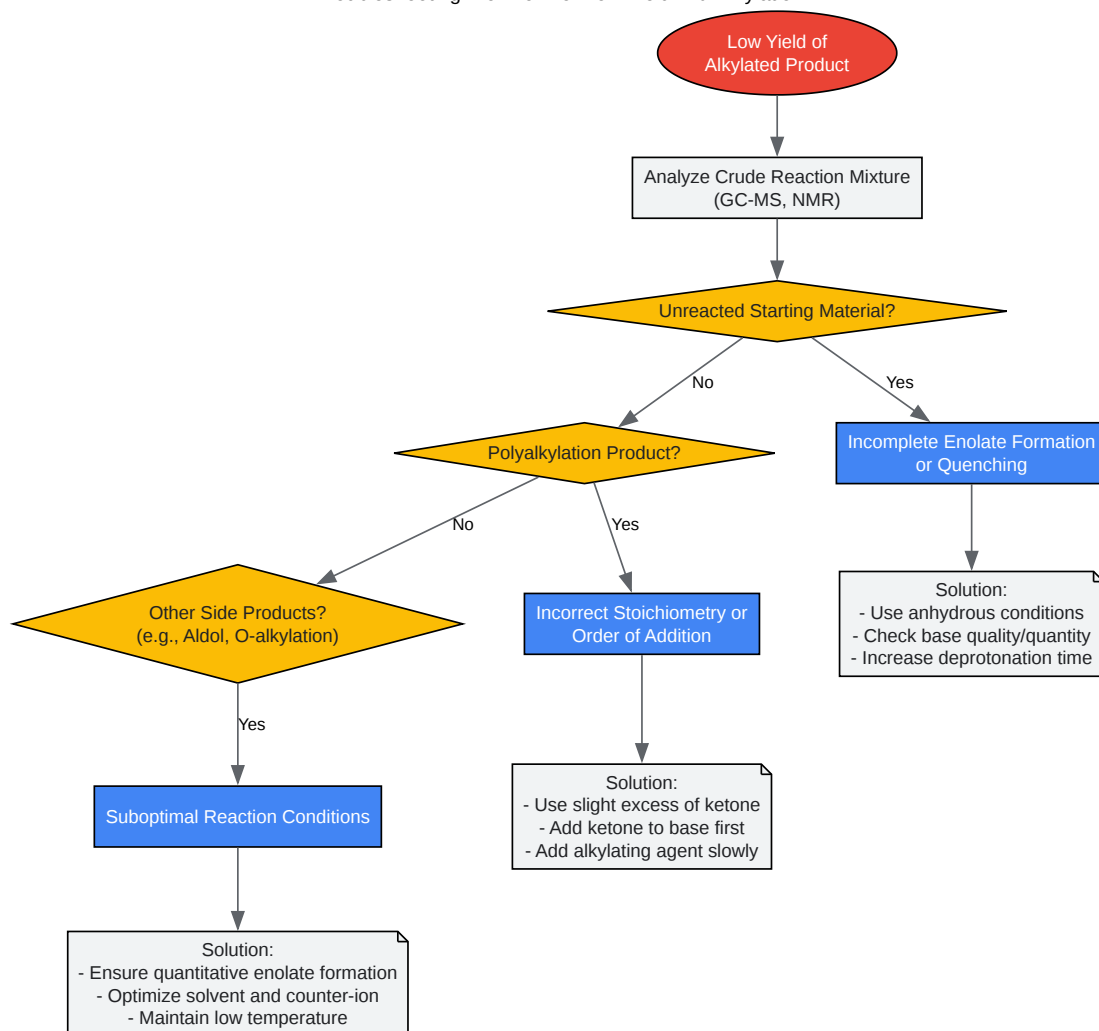 Low Yield of
Alkylated Product
Analyze Crude Reaction Mixture
(GC-MS, NMR)
Unreacted Starting Material?
No
Yes
Polyalkylation Product?
Incomplete Enolate Formation
or Quenching
No
Yes
Other Side Products?
(e.g., Aldol, O-alkylation)
Incorrect Stoichiometry or
Order of Addition
Solution:
- Use anhydrous conditions
- Check base quality/quantity
- Increase deprotonation time
Yes
Suboptimal Reaction Conditions
Solution:
- Use slight excess of ketone
- Add ketone to base first
- Add alkylating agent slowly
Solution:
- Ensure quantitative enolate formation
- Optimize solvent and counter-ion
- Maintain low temperature